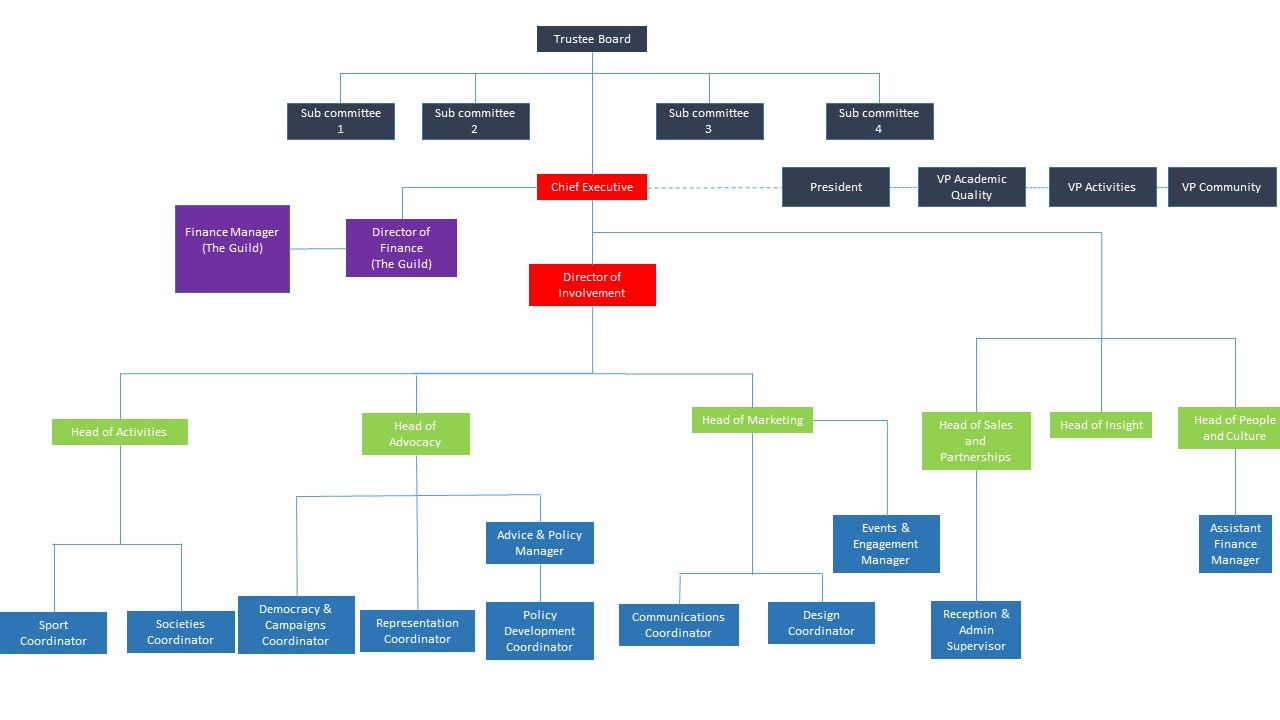 Trustee Board
Sub committee
1
Sub committee
2
Sub committee
3
Sub committee
4
Chief Executive
President
VP Academic
Quality
VP Activities
VP Community
Finance Manager
(The Guild)
Director of
Finance
(The Guild)
Director of
Involvement
Head of Activities
Head of
Advocacy
Head of Marketing
Head of Sales
and
Partnerships
Head of Insight
Head of People
and Culture
Advice & Policy
Manager
Events &
Engagement
Manager
Assistant
Finance
Manager
Sport
Coordinator
Societies
Coordinator
Democracy &
Campaigns
Coordinator
Representation
Coordinator
Policy
Development
Coordinator
Communications
Coordinator
Design
Coordinator
Reception &
Admin
Supervisor